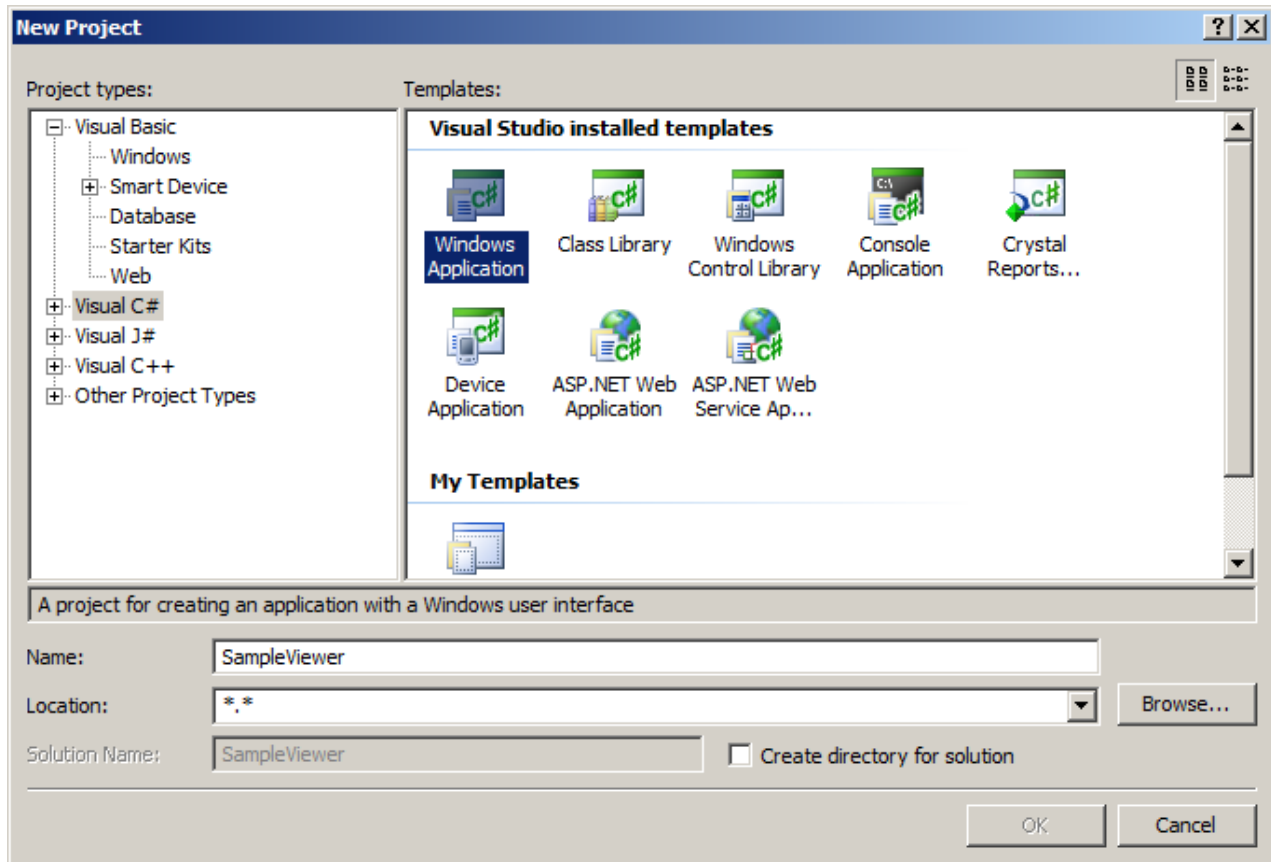 New Project
Project types:
Templates:
Visual Basic
Windows
Smart Device
Database
Starter Kits
Web
Visual C#
Visual J#
Visual C++
Other Project Types
Visual Studio installed templates
Windows Application
Class Library
Windows Control Library
Console Application
Crystal Reports...
Device Application
ASP.NET Web Application
ASP.NET Web Service Ap...
My Templates
A project for creating an application with a Windows user interface
Name:
SampleViewer
Location:
*.*
Browse...
Solution Name:
SampleViewer
Create directory for solution
OK
Cancel